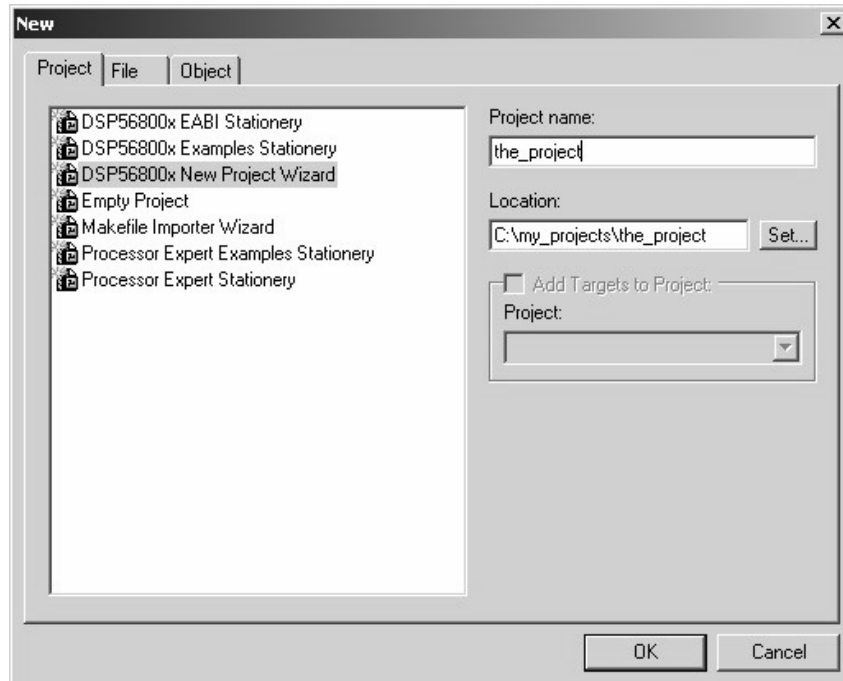 New
Project File Object
DSP56800x EABI Stationery
DSP56800x Examples Stationery
DSP56800x New Project Wizard
Empty Project
Makefile Importer Wizard
Processor Expert Examples Stationery
Processor Expert Stationery
Project name:
the_project
Location:
C:\my_projects\the_project Set...
Add Targets to Project:
Project:
OK Cancel